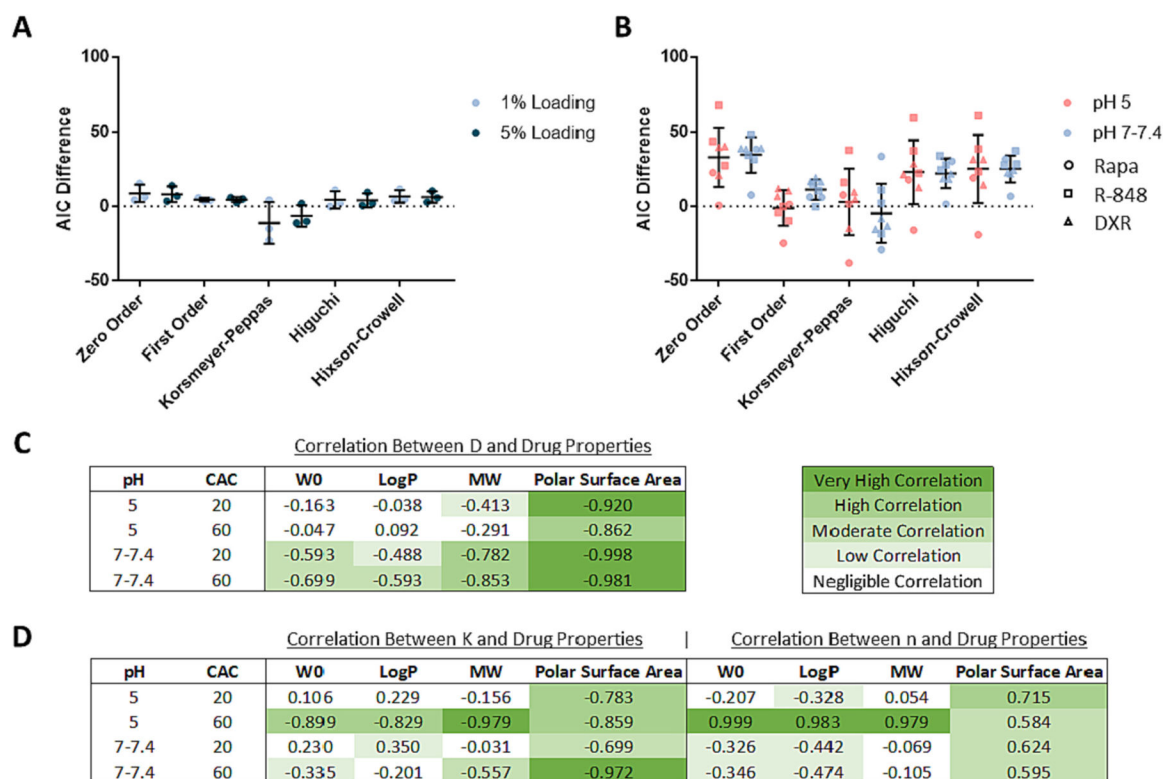 A
100
50
0
-50
AIC Difference
Zero Order
First Order
Korsmeyer-Peppas
Higuchi
Hixson-Crowell
1% Loading
5% Loading
B
100
50
0
-50
AIC Difference
Zero Order
First Order
Korsmeyer-Peppas
Higuchi
Hixson-Crowell
pH 5
pH 7-7.4
Rapa
R-848
DXR
C
Correlation Between D and Drug Properties
pH CAC W0 LogP MW Polar Surface Area
5 20 -0.163 -0.038 -0.413 -0.920
5 60 -0.047 0.092 -0.291 -0.862
7-7.4 20 -0.593 -0.488 -0.782 -0.998
7-7.4 60 -0.699 -0.593 -0.853 -0.981
Very High Correlation
High Correlation
Moderate Correlation
Low Correlation
Negligible Correlation
D
Correlation Between K and Drug Properties | Correlation Between n and Drug Properties
pH CAC W0 LogP MW Polar Surface Area W0 LogP MW Polar Surface Area
5 20 0.106 0.229 -0.156 -0.783 -0.207 -0.328 0.054 0.715
5 60 -0.899 -0.829 -0.979 -0.859 0.999 0.983 0.979 0.584
7-7.4 20 0.230 0.350 -0.031 -0.699 -0.326 -0.442 -0.069 0.624
7-7.4 60 -0.335 -0.201 -0.557 -0.972 -0.346 -0.474 -0.105 0.595